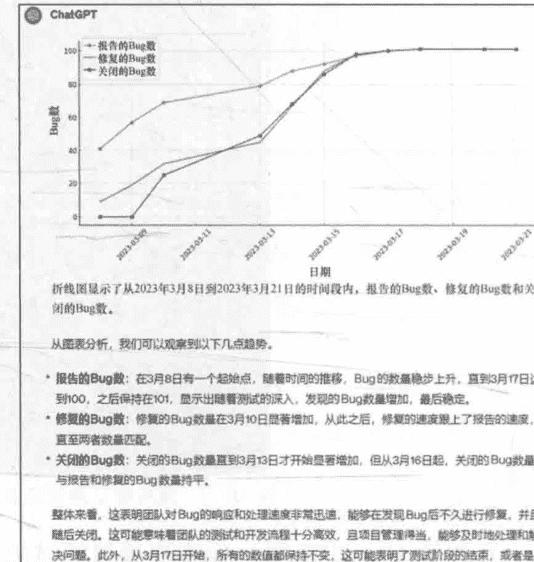 ChatGPT
报告的Bug数
修复的Bug数
关闭的Bug数
100
80
60
40
20
0
Bug数
2023-03-09
2023-03-11
2023-03-13
2023-03-15
2023-03-17
2023-03-19
2023-03-21
日期
折线图显示了从2023年3月8日到2023年3月21日的时间段内，报告的Bug数、修复的Bug数和关
闭的Bug数。
从图表分析，我们可以观察到以下几点趋势。
* 报告的Bug数：在3月8日有一个起始点，随着时间的推移，Bug的数量稳步上升，直到3月17日达
到100，之后保持在101，显示出随着测试的深入，发现的Bug数量增加，最后稳定。
* 修复的Bug数：修复的Bug数量在3月10日显著增加，从此之后，修复的速度跟上了报告的速度，
直至两者数量匹配。
* 关闭的Bug数：关闭的Bug数量直到3月13日才开始显著增加，但从3月16日起，关闭的Bug数量
与报告和修复的Bug数量持平。
整体来看，这表明团队对Bug的响应和处理速度非常迅速，能够在发现Bug后不久进行修复，并且
随后关闭。这可能意味着团队的测试和开发流程十分高效，且项目管理得当，能够及时地处理和解
决问题。此外，从3月17日开始，所有的数值都保持不变，这可能表明了测试阶段的结束，或者是